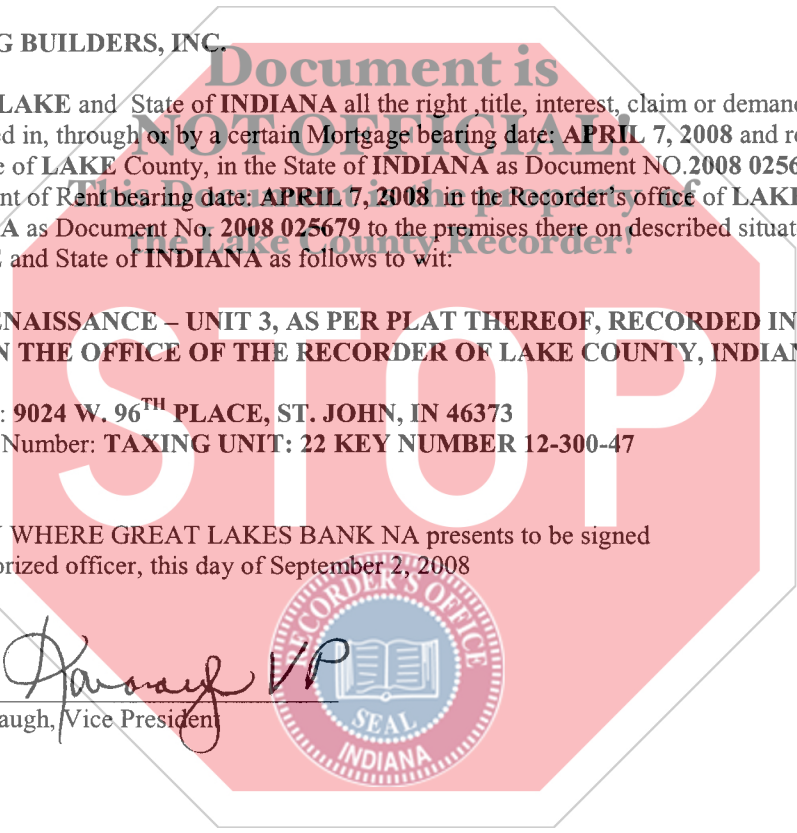 G BUILDERS, INC.
Document is
LAKE and State of INDIANA all the right ,title, interest, claim or demand
ed in, through or by a certain Mortgage bearing date: APRIL 7, 2008 and re
NOT OFFICIAL!
e of LAKE County, in the State of INDIANA as Document NO.2008 0256
This Document is the property of
nt of Rent bearing date: APRIL 7, 2008 in the Recorder's office of LAKE
the Lake County Recorder!
A as Document No. 2008 025679 to the premises there on described situat
E and State of INDIANA as follows to wit:
ENAISSANCE – UNIT 3, AS PER PLAT THEREOF, RECORDED IN
N THE OFFICE OF THE RECORDER OF LAKE COUNTY, INDIAN
STOP
: 9024 W. 96TH PLACE, ST. JOHN, IN 46373
Number: TAXING UNIT: 22 KEY NUMBER 12-300-47
WHERE GREAT LAKES BANK NA presents to be signed
orized officer, this day of September 2, 2008
RECORDER'S OFFICE
VP
augh, Vice President
SEAL
INDIANA